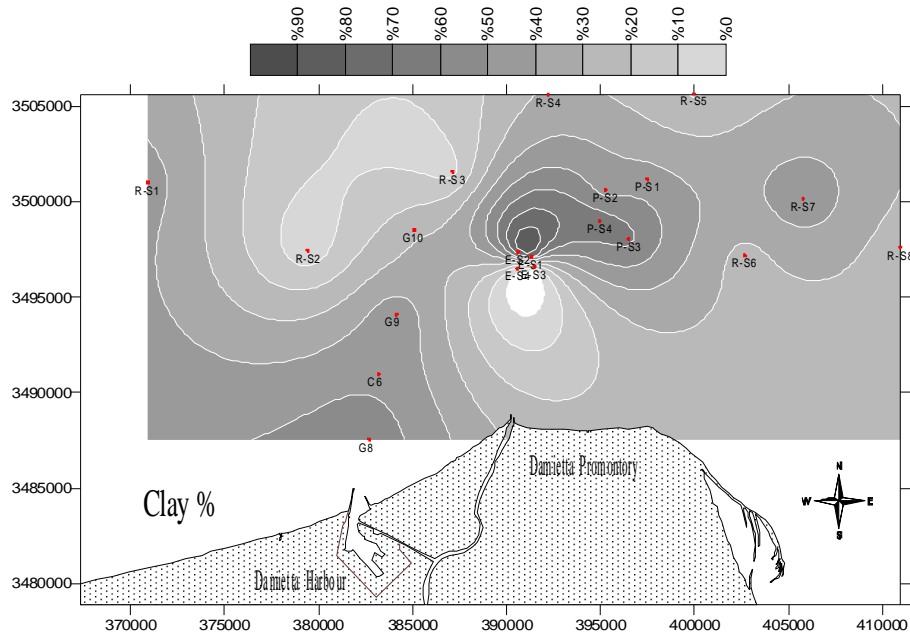 %90 %80 %70 %60 %50 %40 %30 %20 %10 %0
3505000
3500000
3495000
3490000
3485000
3480000
R-S4
R-S5
R-S3
R-S1
P-S1
P-S2
R-S7
P-S4
G10
P-S3
R-S2
R-S6
R-S8
E-S2
E-S1
E-S4
E-S3
G9
C6
G8
Damietta Promontory
Clay %
N
W E
S
Damietta Harbour
370000 375000 380000 385000 390000 395000 400000 405000 410000